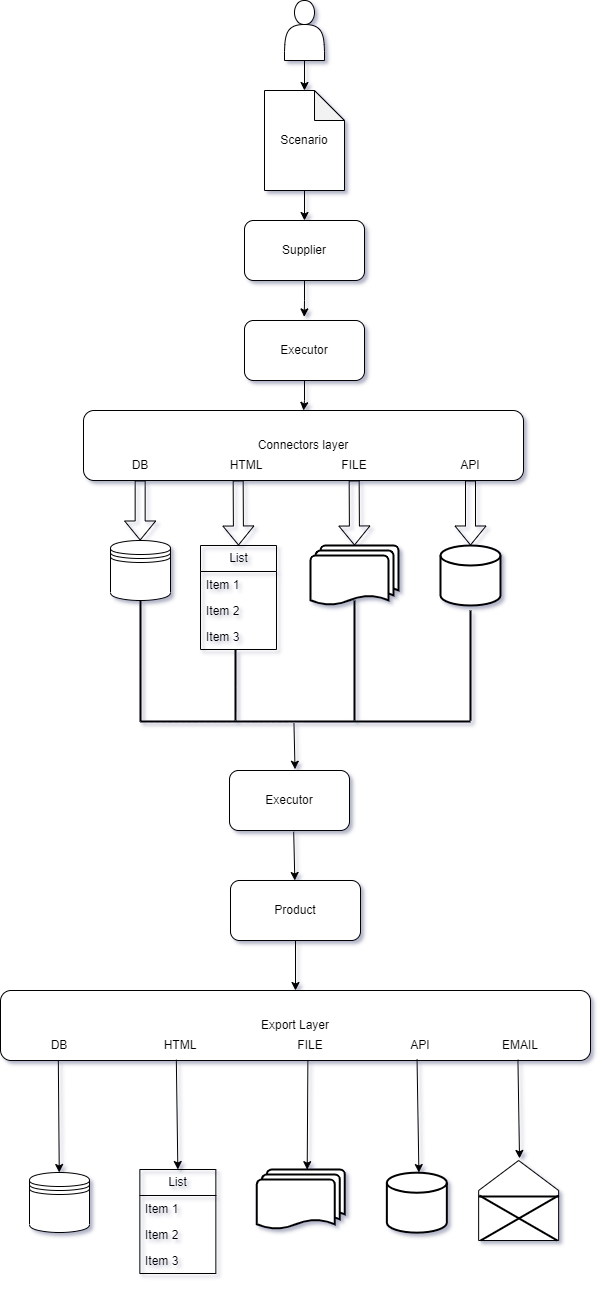 Scenario
Supplier
Executor
Connectors layer
DB HTML FILE API
List
Item 1
Item 2
Item 3
Executor
Product
Export Layer
DB HTML FILE API EMAIL
List
Item 1
Item 2
Item 3